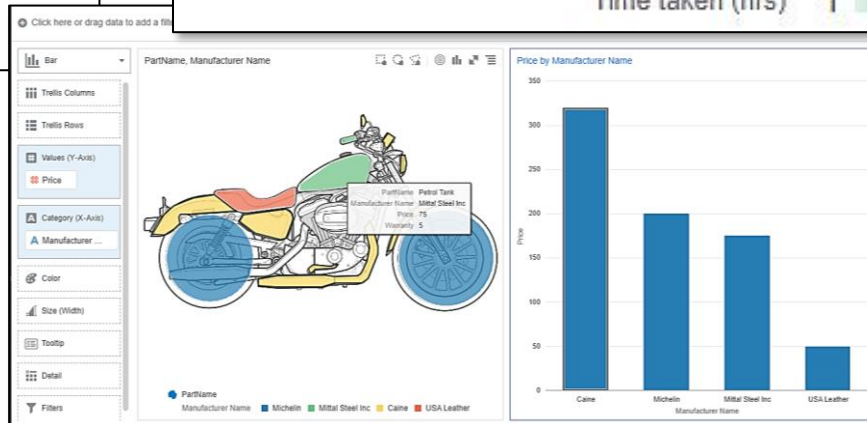 Time taken (hrs)
Click here or drag data to add a filt
Bar
Trellis Columns
Trellis Rows
Values (Y-Axis)
Price
Category (X-Axis)
A Manufacturer ...
Color
Size (Width)
Tooltip
Detail
Filters
PartName, Manufacturer Name
PartName Petrol Tank
Manufacturer Name Mittal Steel Inc
Price 75
Warranty 5
PartName
Manufacturer Name Michelin Mittal Steel Inc Caine USA Leather
Price by Manufacturer Name
350
300
250
200
150
100
50
0
Price
Caine Michelin Mittal Steel Inc USA Leather
Manufacturer Name